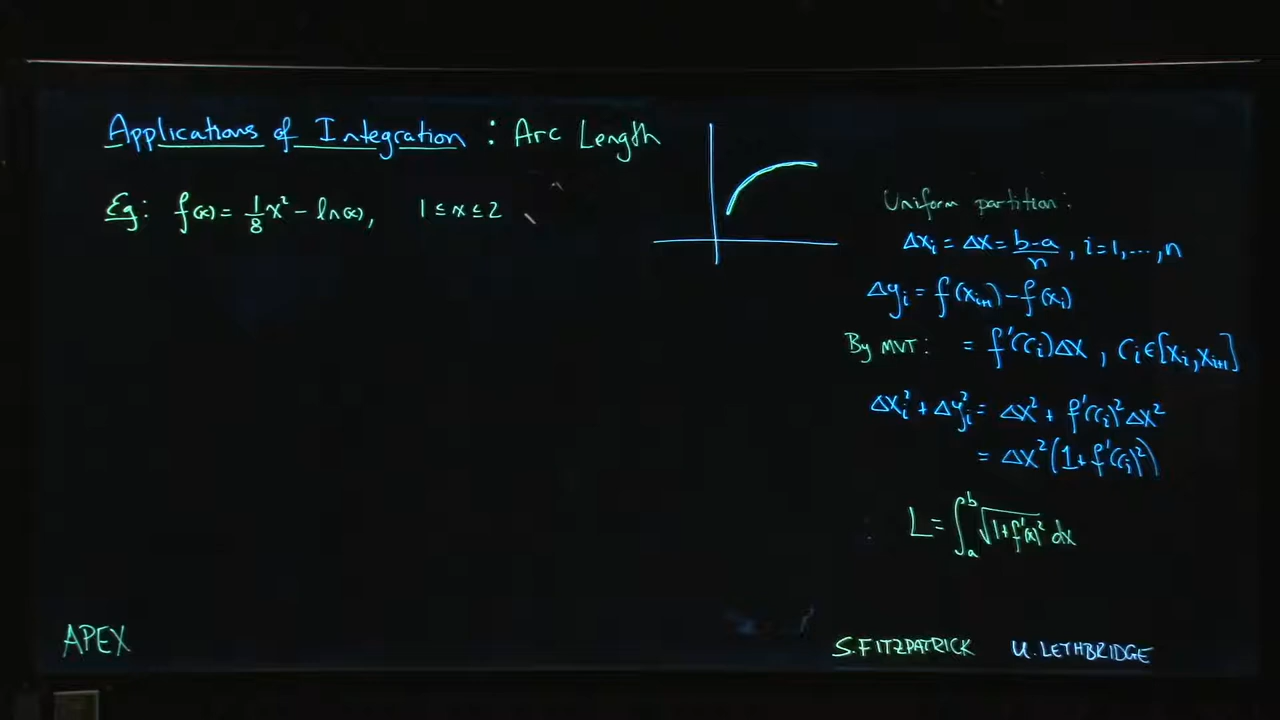 Applications of Integration : Arc Length
Eg: f(x) = 1/8 x² − ln(x), 1 ≤ x ≤ 2
Uniform partition:
Δxᵢ = Δx = (b−a)/n , i=1,...,n
Δyᵢ = f(xᵢ₊₁) − f(xᵢ)
By MVT: = f'(cᵢ)Δx , cᵢ∈[xᵢ, xᵢ₊₁]
Δxᵢ² + Δyᵢ² = Δx² + f'(cᵢ)² Δx²
= Δx²(1+f'(cᵢ)²)
L = ∫ₐᵇ √(1+f'(x)²) dx
APEX
S.FITZPATRICK U.LETHBRIDGE